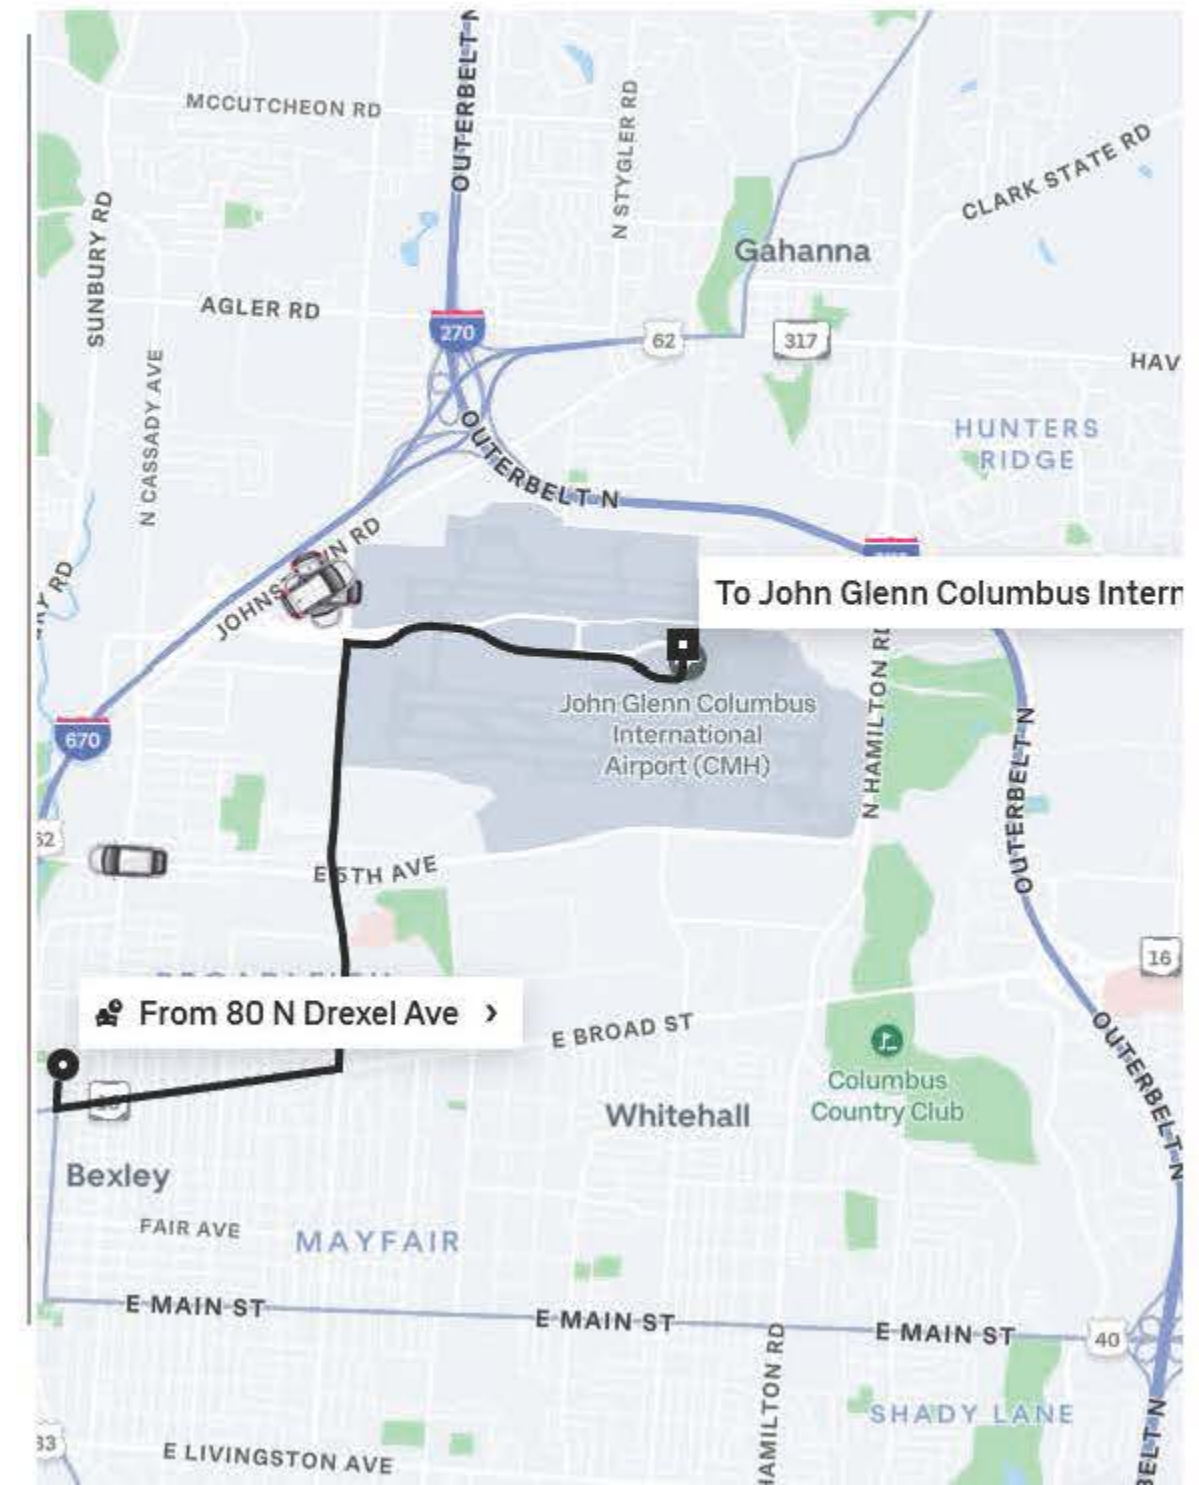 OUTERBELT N
MCCUTCHEON RD
N STYGLER RD
CLARK STATE RD
SUNBURY RD
Gahanna
AGLER RD
270
62
317
HAV
N CASSADY AVE
HUNTERS
RIDGE
OUTERBELT N
RD
To John Glenn Columbus Intern
N HAMILTON RD
John Glenn Columbus
International
Airport (CMH)
670
OUTERBELT N
62
E 5TH AVE
16
From 80 N Drexel Ave
E BROAD ST
OUTERBELT N
Columbus
Country Club
Whitehall
Bexley
FAIR AVE
MAYFAIR
E MAIN ST
E MAIN ST
E MAIN ST
40
HAMILTON RD
SHADY LANE
BELT N
33
E LIVINGSTON AVE